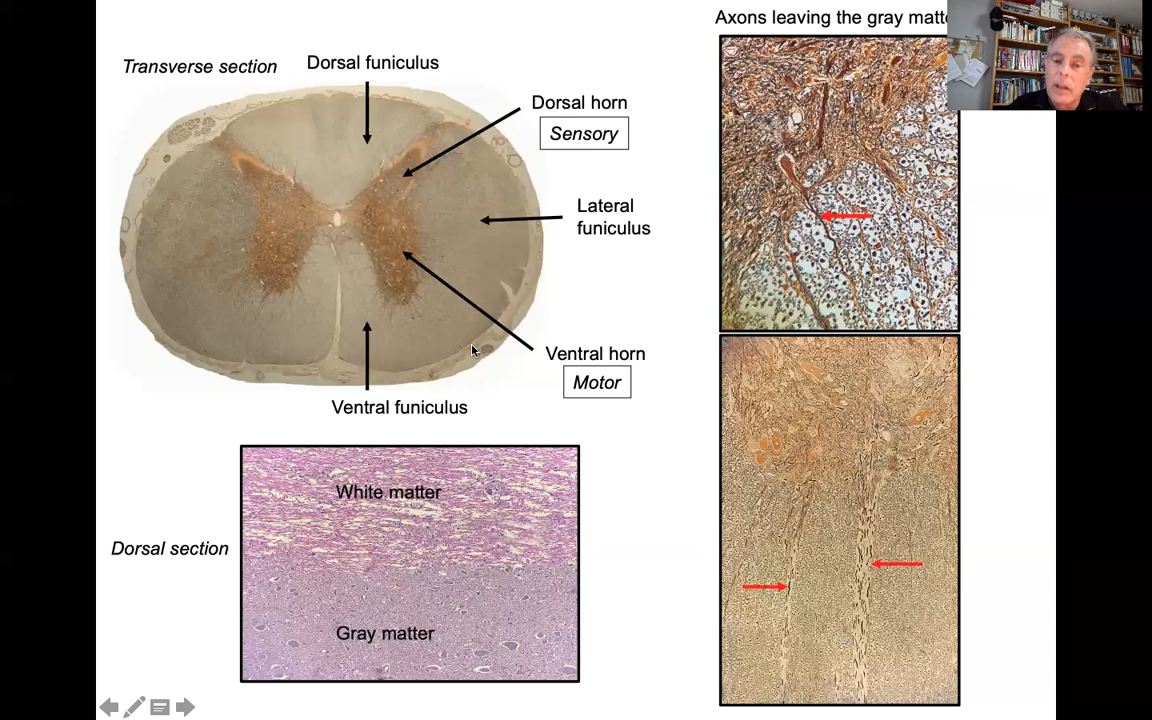 Axons leaving the gray matte
Transverse section
Dorsal funiculus
Dorsal horn
Sensory
Lateral
funiculus
Ventral horn
Motor
Ventral funiculus
White matter
Dorsal section
Gray matter